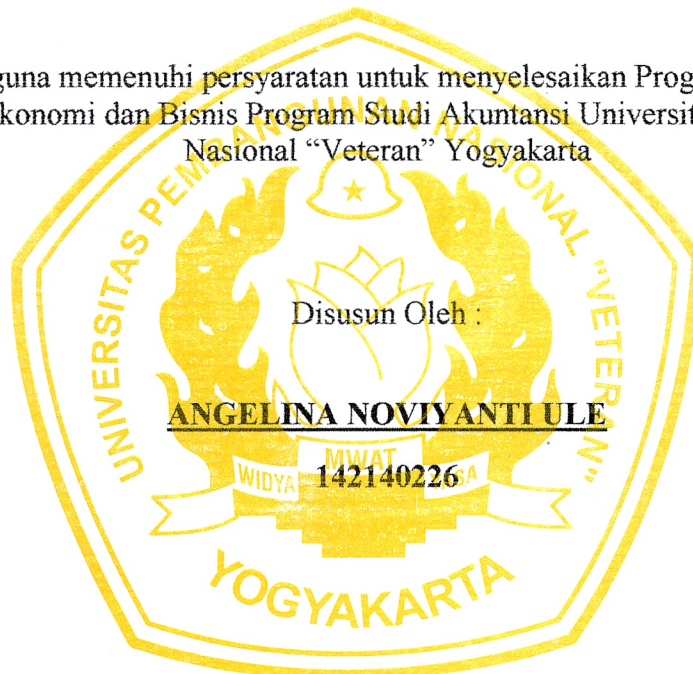 guna memenuhi persyaratan untuk menyelesaikan Prog
konomi dan Bisnis Program Studi Akuntansi Universit
Nasional “Veteran” Yogyakarta
UNIVERSITAS PEMBANGUNAN NASIONAL "VETERAN"
Disusun Oleh :
ANGELINA NOVIYANTI ULE
WIDYA MWAT
142140226
YOGYAKARTA